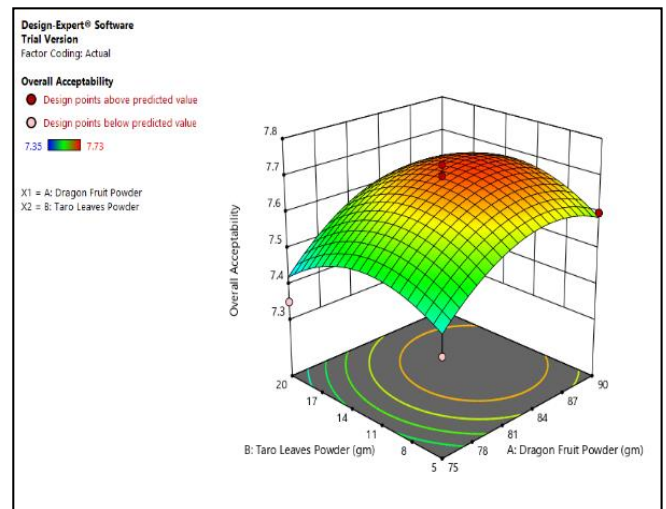 Design-Expert® Software
Trial Version
Factor Coding: Actual
Overall Acceptability
Design points above predicted value
Design points below predicted value
7.35 7.73
X1 = A: Dragon Fruit Powder
X2 = B: Taro Leaves Powder
7.8
7.7
7.6
7.5
7.4
7.3
Overall Acceptability
20
17
14
11
8
5
B: Taro Leaves Powder (gm)
75
78
81
84
87
90
A: Dragon Fruit Powder (gm)